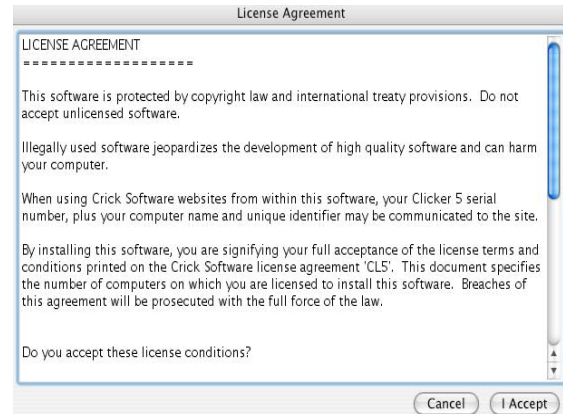 License Agreement
LICENSE AGREEMENT
===================
This software is protected by copyright law and international treaty provisions. Do not
accept unlicensed software.
Illegally used software jeopardizes the development of high quality software and can harm
your computer.
When using Crick Software websites from within this software, your Clicker 5 serial
number, plus your computer name and unique identifier may be communicated to the site.
By installing this software, you are signifying your full acceptance of the license terms and
conditions printed on the Crick Software license agreement 'CL5'. This document specifies
the number of computers on which you are licensed to install this software. Breaches of
this agreement will be prosecuted with the full force of the law.
Do you accept these license conditions?
Cancel I Accept